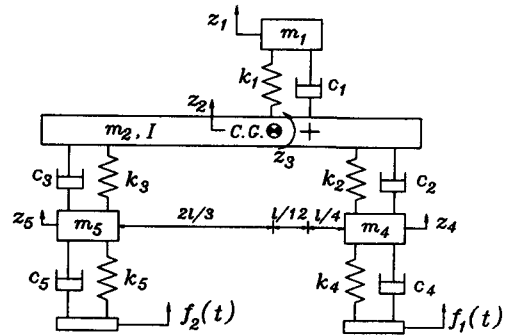 z1
m1
k1
c1
z2
m2, I
C.G.
z3
c3
k3
k2
c2
z5
m5
2l/3
l/12
l/4
m4
z4
c5
k5
k4
c4
f2(t)
f1(t)